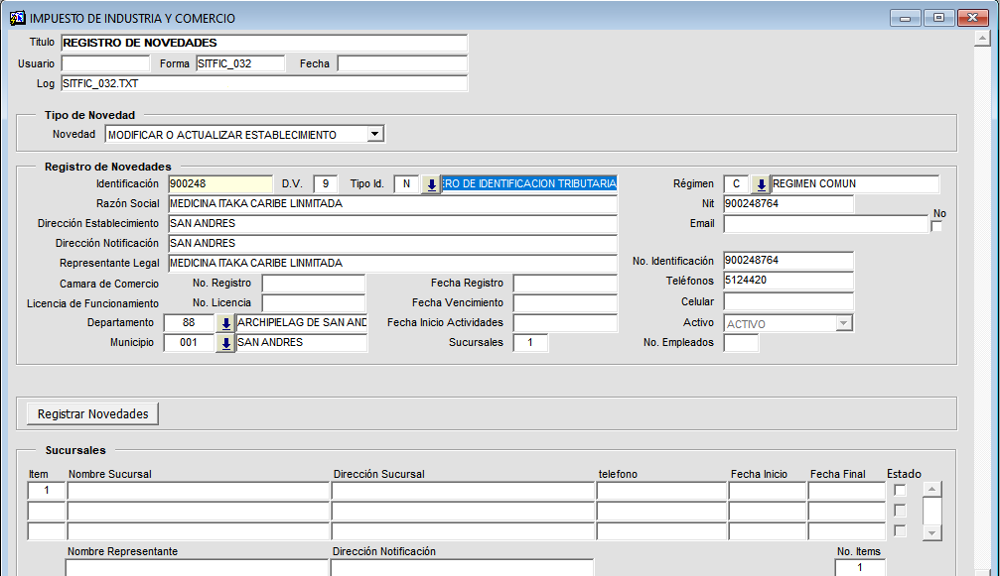 IMPUESTO DE INDUSTRIA Y COMERCIO
Titulo REGISTRO DE NOVEDADES
Usuario Forma SITFIC_032 Fecha
Log SITFIC_032.TXT
Tipo de Novedad
Novedad MODIFICAR O ACTUALIZAR ESTABLECIMIENTO
Registro de Novedades
Identificación 900248 D.V. 9 Tipo Id. N ERO DE IDENTIFICACION TRIBUTARIA Régimen C REGIMEN COMUN
Razón Social MEDICINA ITAKA CARIBE LINMITADA Nit 900248764
Dirección Establecimiento SAN ANDRES Email No
Dirección Notificación SAN ANDRES
Representante Legal MEDICINA ITAKA CARIBE LINMITADA No. Identificación 900248764
Camara de Comercio No. Registro Fecha Registro Teléfonos 5124420
Licencia de Funcionamiento No. Licencia Fecha Vencimiento Celular
Departamento 88 ARCHIPIELAG DE SAN AND Fecha Inicio Actividades Activo ACTIVO
Municipio 001 SAN ANDRES Sucursales 1 No. Empleados
Registrar Novedades
Sucursales
Item Nombre Sucursal Dirección Sucursal telefono Fecha Inicio Fecha Final Estado
1
Nombre Representante Dirección Notificación No. Items
1